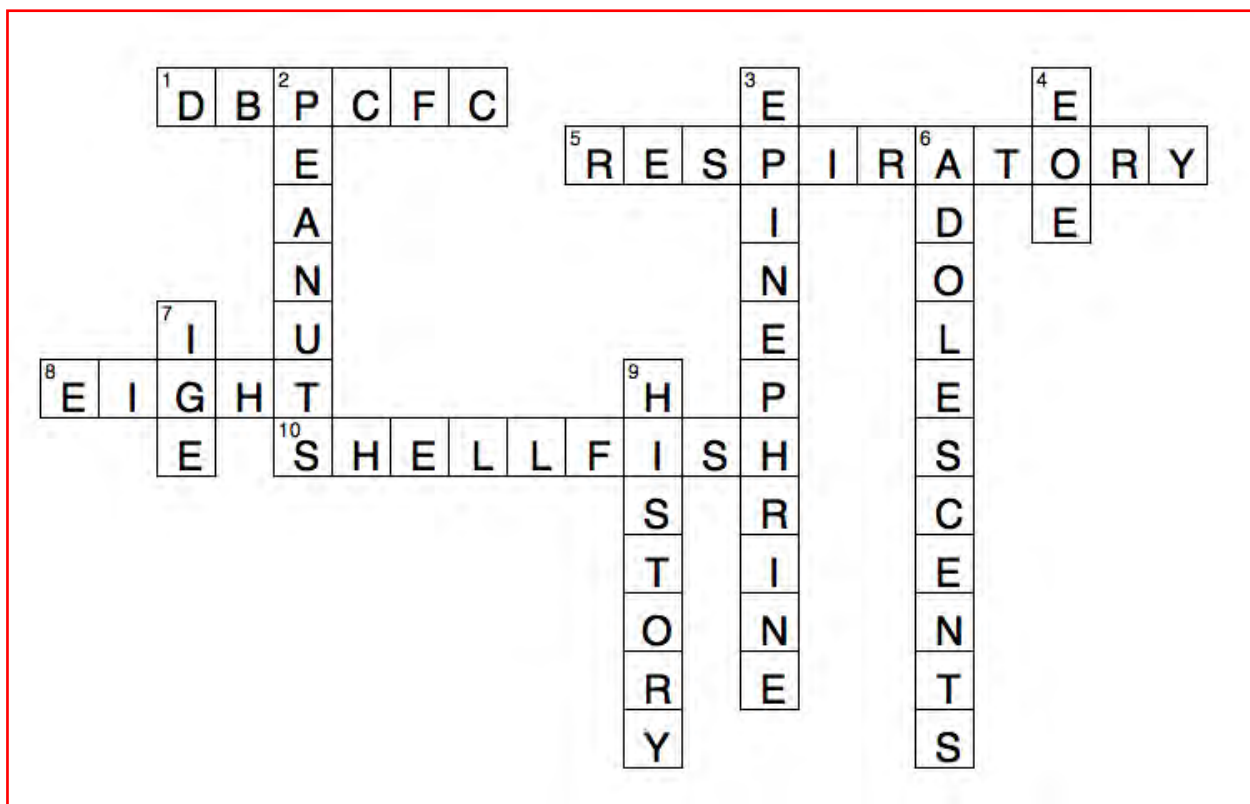 1 D B 2 P C F C 3 E 4 E
E 5 R E S P I R 6 A T O R Y
A I D E
N N O
7 I U E L
8 E I G H T 9 H P E
E 10 S H E L L F I S H S
S R C
T I E
O N N
R E T
Y S